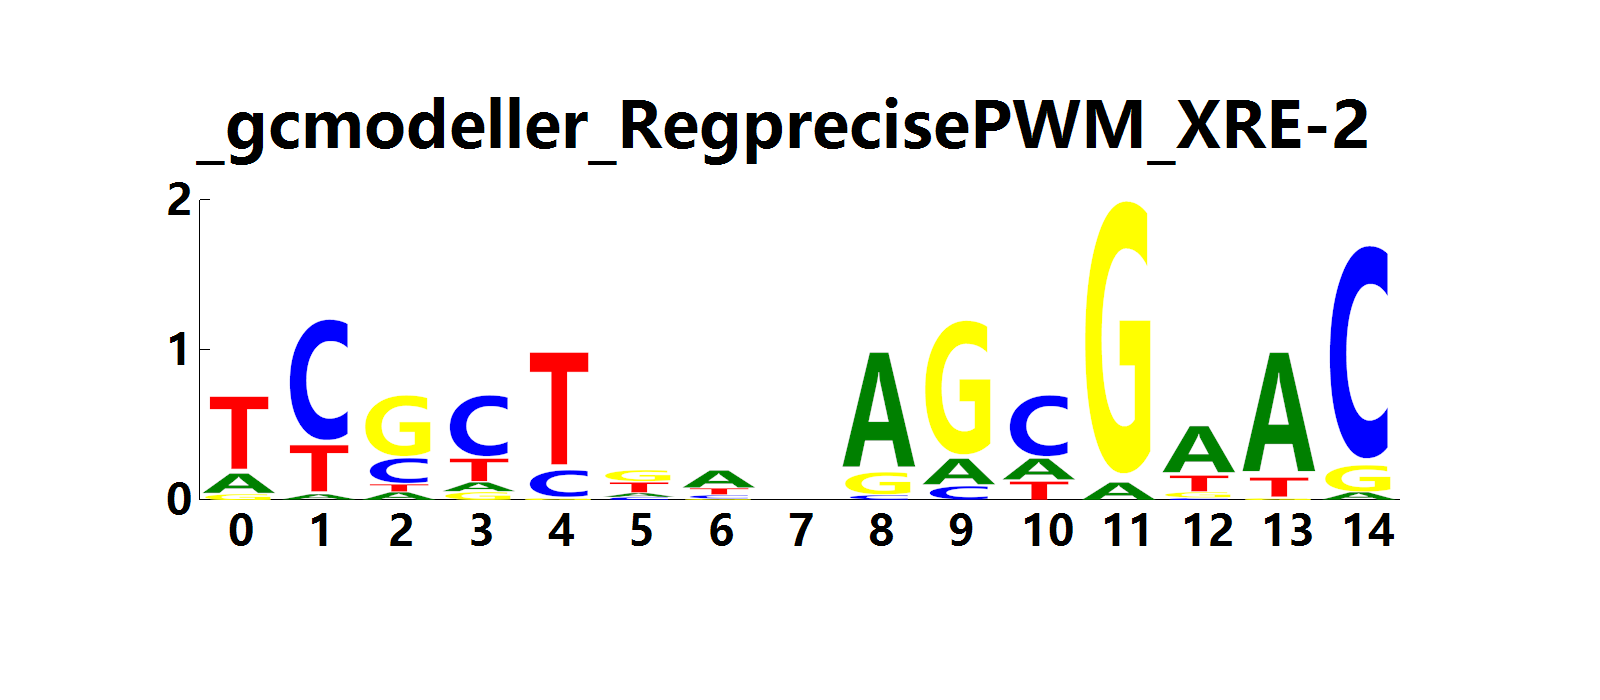 _gcmodeller_RegprecisePWM_XRE-2
2
1
0
T C G C T G A A G C G A A C
A T C T C T T G A A A T T G
G A T A A C C C T G G A
A G C
0 1 2 3 4 5 6 7 8 9 10 11 12 13 14